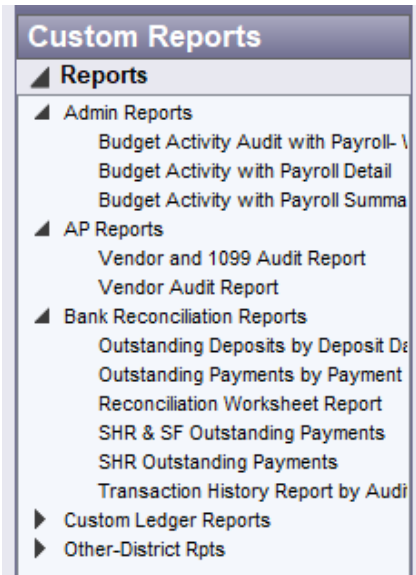 Custom Reports
Reports
Admin Reports
Budget Activity Audit with Payroll-
Budget Activity with Payroll Detail
Budget Activity with Payroll Summa
AP Reports
Vendor and 1099 Audit Report
Vendor Audit Report
Bank Reconciliation Reports
Outstanding Deposits by Deposit Da
Outstanding Payments by Payment
Reconciliation Worksheet Report
SHR & SF Outstanding Payments
SHR Outstanding Payments
Transaction History Report by Audi
Custom Ledger Reports
Other-District Rpts